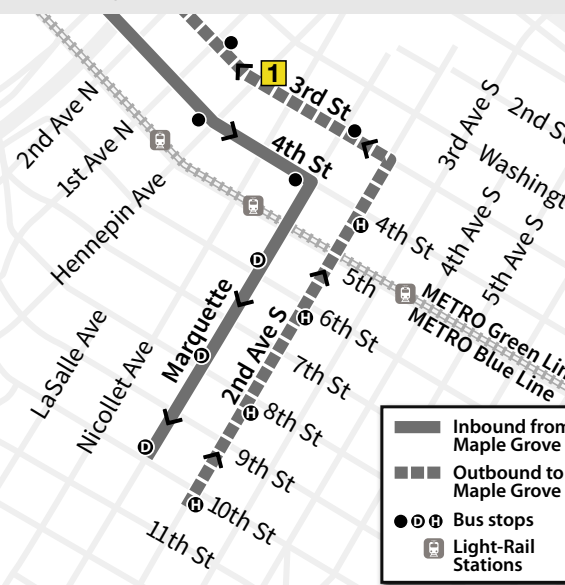 1
3rd St
3rd Ave S
2nd St
2nd Ave N
1st Ave N
4th St
Hennepin Ave
4th St
4th Ave S
5th Ave S
5th
METRO Green Lin
METRO Blue Line
D
H
Marquette
2nd Ave S
H
6th St
LaSalle Ave
Nicollet Ave
D
7th St
H
8th St
D
9th St
H
10th St
11th St
Inbound from
Maple Grove
Outbound to
Maple Grove
D H Bus stops
Light-Rail
Stations